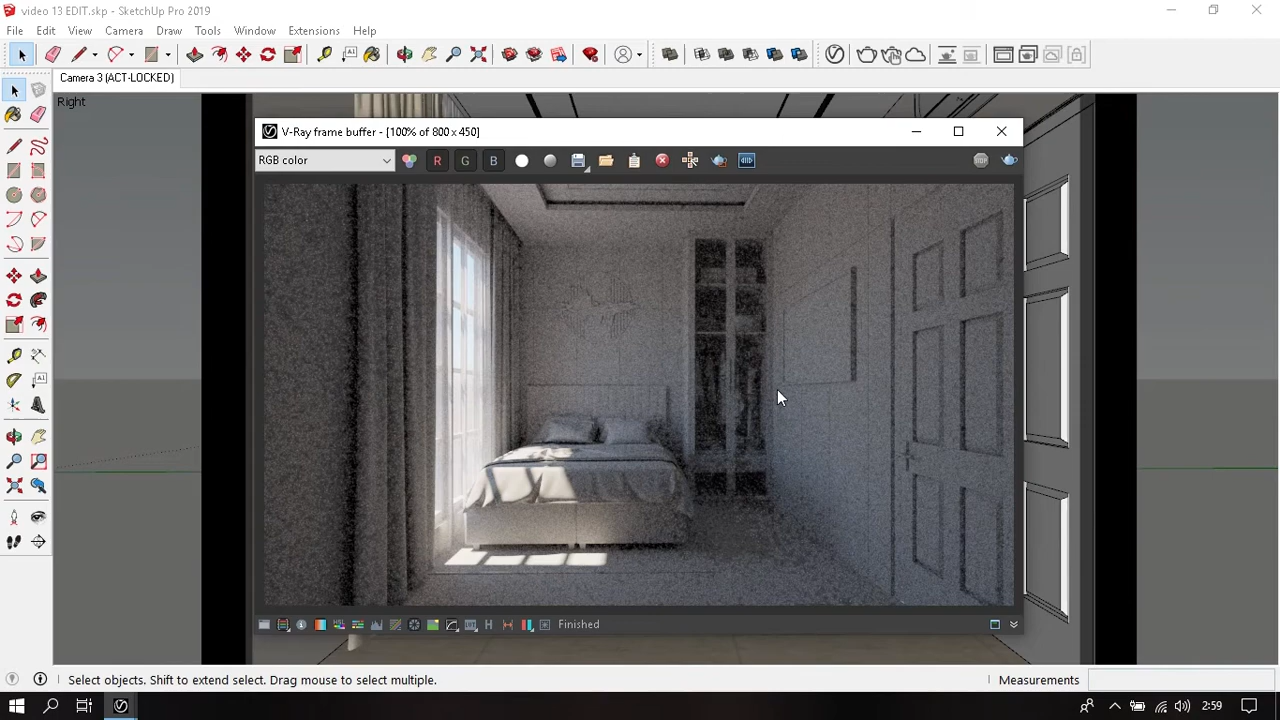 video 13 EDIT.skp - SketchUp Pro 2019
File Edit View Camera Draw Tools Window Extensions Help
Camera 3 (ACT-LOCKED)
Right
V-Ray frame buffer - [100% of 800 x 450]
RGB color
R G B
STOP
HSL
H
Finished
Select objects. Shift to extend select. Drag mouse to select multiple.
Measurements
2:59